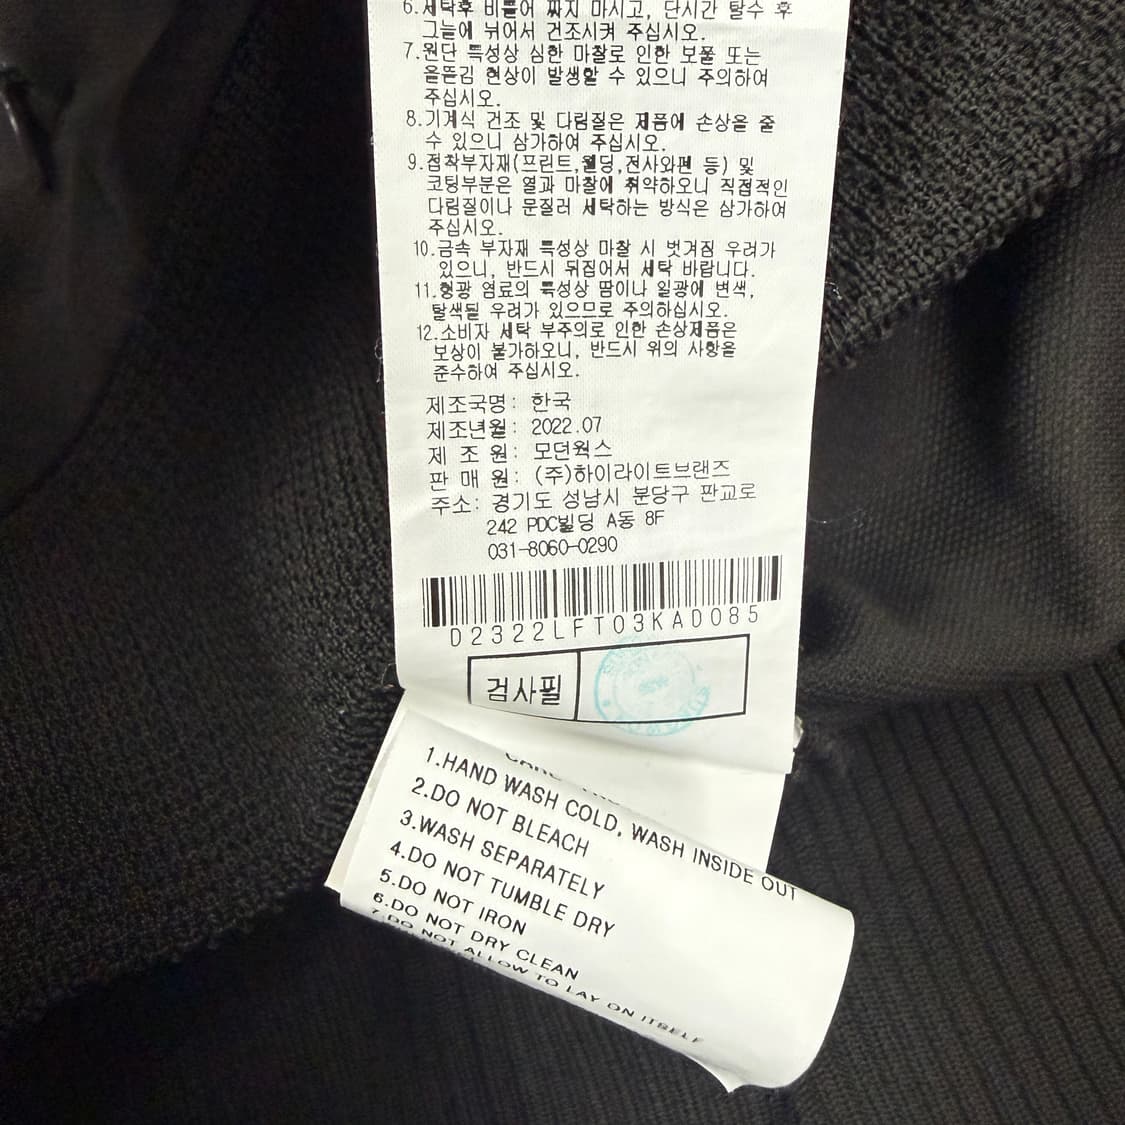 6.세탁후 비틀어 짜지 마시고, 단시간 탈수 후
그늘에 뉘어서 건조시켜 주십시오.
7.원단 특성상 심한 마찰로 인한 보풀 또는
올뜯김 현상이 발생할 수 있으니 주의하여
주십시오.
8.기계식 건조 및 다림질은 제품에 손상을 줄
수 있으니 삼가하여 주십시오.
9.접착부자재(프린트,웰딩,전사와펜 등) 및
코팅부분은 열과 마찰에 취약하오니 직접적인
다림질이나 문질러 세탁하는 방식은 삼가하여
주십시오.
10.금속 부자재 특성상 마찰 시 벗겨짐 우려가
있으니, 반드시 뒤집어서 세탁 바랍니다.
11.형광 염료의 특성상 땀이나 일광에 변색,
탈색될 우려가 있으므로 주의하십시오.
12.소비자 세탁 부주의로 인한 손상제품은
보상이 불가하오니, 반드시 위의 사항을
준수하여 주십시오.
제조국명: 한국
제조년월: 2022.07
제 조 원: 모던웍스
판 매 원: (주)하이라이트브랜즈
주소: 경기도 성남시 분당구 판교로
242 PDC빌딩 A동 8F
031-8060-0290
D2322LFT03KAD085
검사필
1.HAND WASH COLD, WASH INSIDE OUT
2.DO NOT BLEACH
3.WASH SEPARATELY
4.DO NOT TUMBLE DRY
5.DO NOT IRON
6.DO NOT DRY CLEAN
7.DO NOT ALLOW TO LAY ON ITSELF